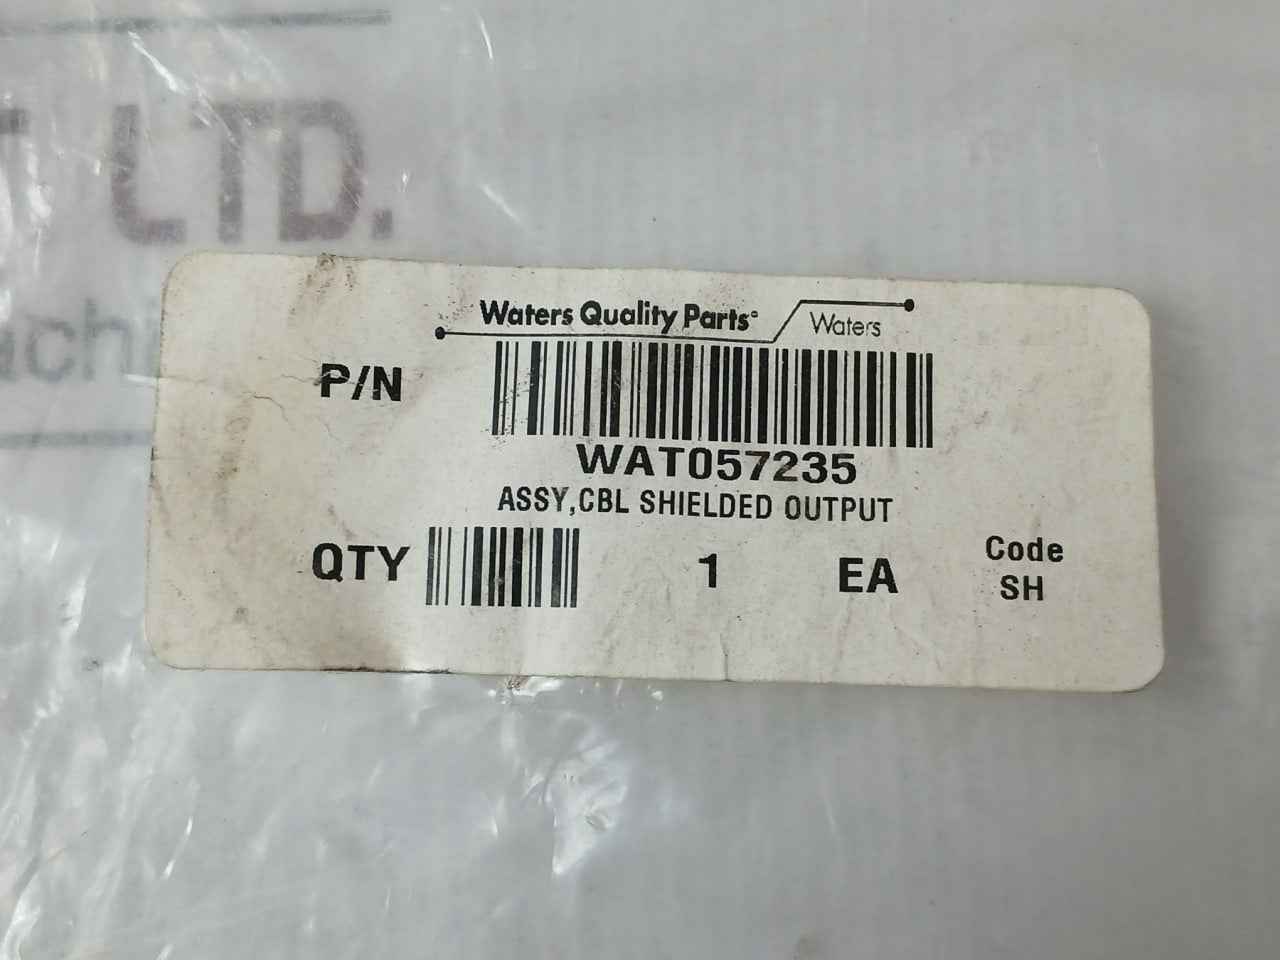 LTD.
Waters Quality Parts
Waters
P/N
WAT057235
ASSY,CBL SHIELDED OUTPUT
QTY 1 EA
Code
SH